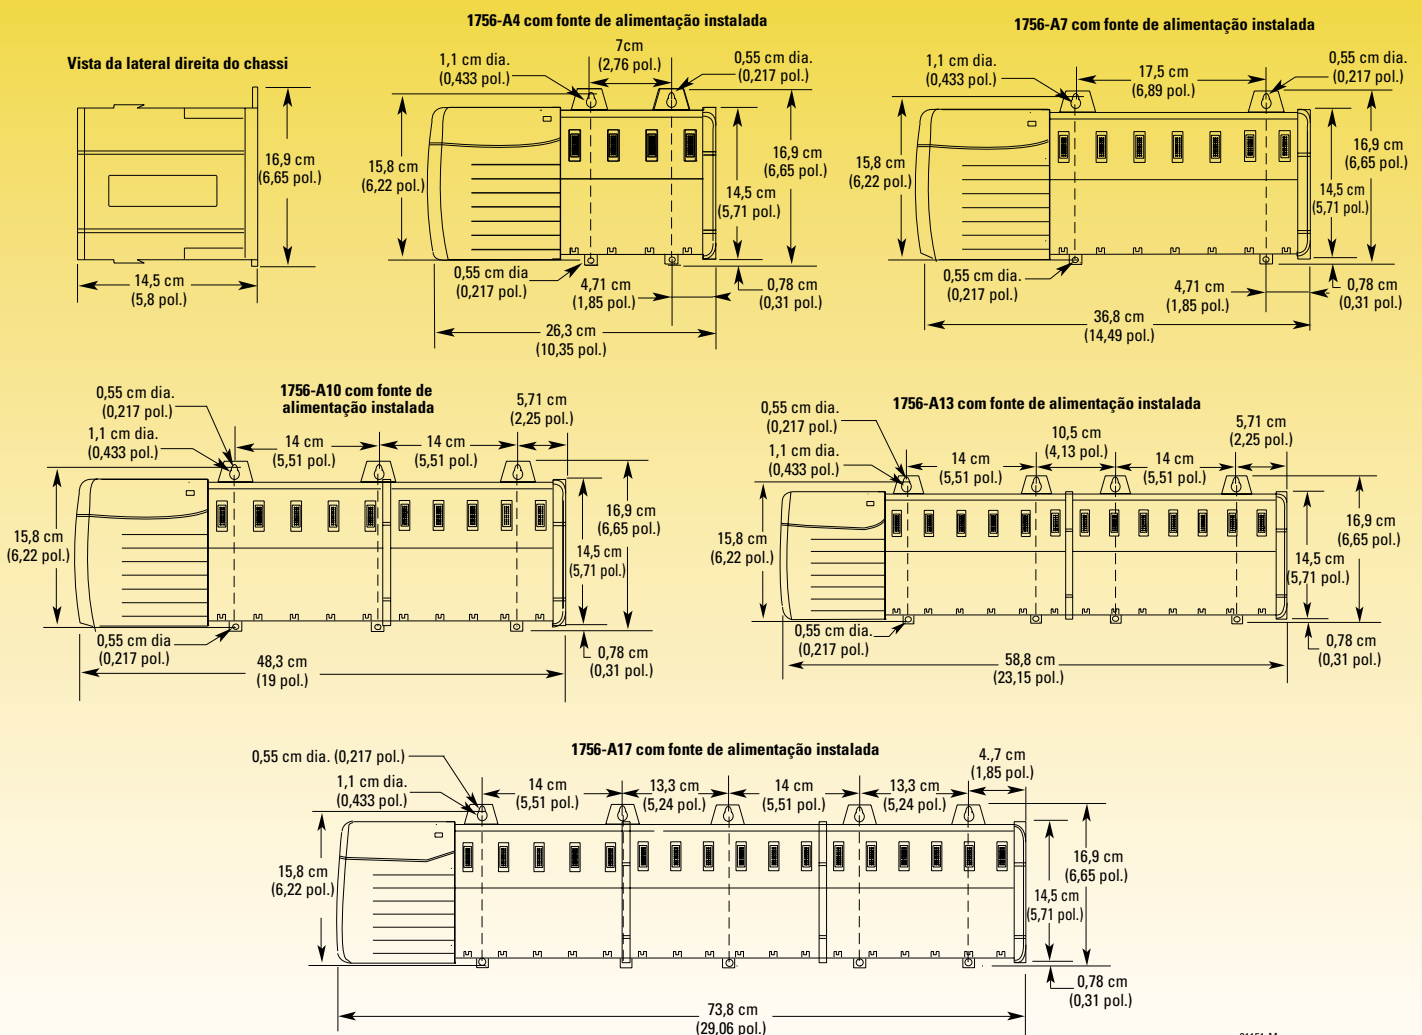 Vista da lateral direita do chassi
16,9 cm
(6,65 pol.)
14,5 cm
(5,8 pol.)
1756-A4 com fonte de alimentação instalada
1,1 cm dia.
(0,433 pol.)
7cm
(2,76 pol.)
0,55 cm dia.
(0,217 pol.)
15,8 cm
(6,22 pol.)
16,9 cm
(6,65 pol.)
14,5 cm
(5,71 pol.)
0,55 cm dia
(0,217 pol.)
4,71 cm
(1,85 pol.)
0,78 cm
(0,31 pol.)
26,3 cm
(10,35 pol.)
1756-A7 com fonte de alimentação instalada
1,1 cm dia.
(0,433 pol.)
17,5 cm
(6,89 pol.)
0,55 cm dia.
(0,217 pol.)
15,8 cm
(6,22 pol.)
16,9 cm
(6,65 pol.)
14,5 cm
(5,71 pol.)
0,55 cm dia.
(0,217 pol.)
4,71 cm
(1,85 pol.)
0,78 cm
(0,31 pol.)
36,8 cm
(14,49 pol.)
1756-A10 com fonte de
alimentação instalada
0,55 cm dia.
(0,217 pol.)
1,1 cm dia.
(0,433 pol.)
14 cm
(5,51 pol.)
14 cm
(5,51 pol.)
5,71 cm
(2,25 pol.)
15,8 cm
(6,22 pol.)
16,9 cm
(6,65 pol.)
14,5 cm
(5,71 pol.)
0,55 cm dia
(0,217 pol.)
0,78 cm
(0,31 pol.)
48,3 cm
(19 pol.)
1756-A13 com fonte de alimentação instalada
0,55 cm dia.
(0,217 pol.)
1,1 cm dia.
(0,433 pol.)
14 cm
(5,51 pol.)
10,5 cm
(4,13 pol.)
14 cm
(5,51 pol.)
5,71 cm
(2,25 pol.)
15,8 cm
(6,22 pol.)
16,9 cm
(6,65 pol.)
14,5 cm
(5,71 pol.)
0,55 cm dia.
(0,217 pol.)
0,78 cm
(0,31 pol.)
58,8 cm
(23,15 pol.)
1756-A17 com fonte de alimentação instalada
0,55 cm dia. (0,217 pol.)
1,1 cm dia.
(0,433 pol.)
14 cm
(5,51 pol.)
13,3 cm
(5,24 pol.)
14 cm
(5,51 pol.)
13,3 cm
(5,24 pol.)
4.,7 cm
(1,85 pol.)
15,8 cm
(6,22 pol.)
16,9 cm
(6,65 pol.)
14,5 cm
(5,71 pol.)
0,78 cm
(0,31 pol.)
73,8 cm
(29,06 pol.)